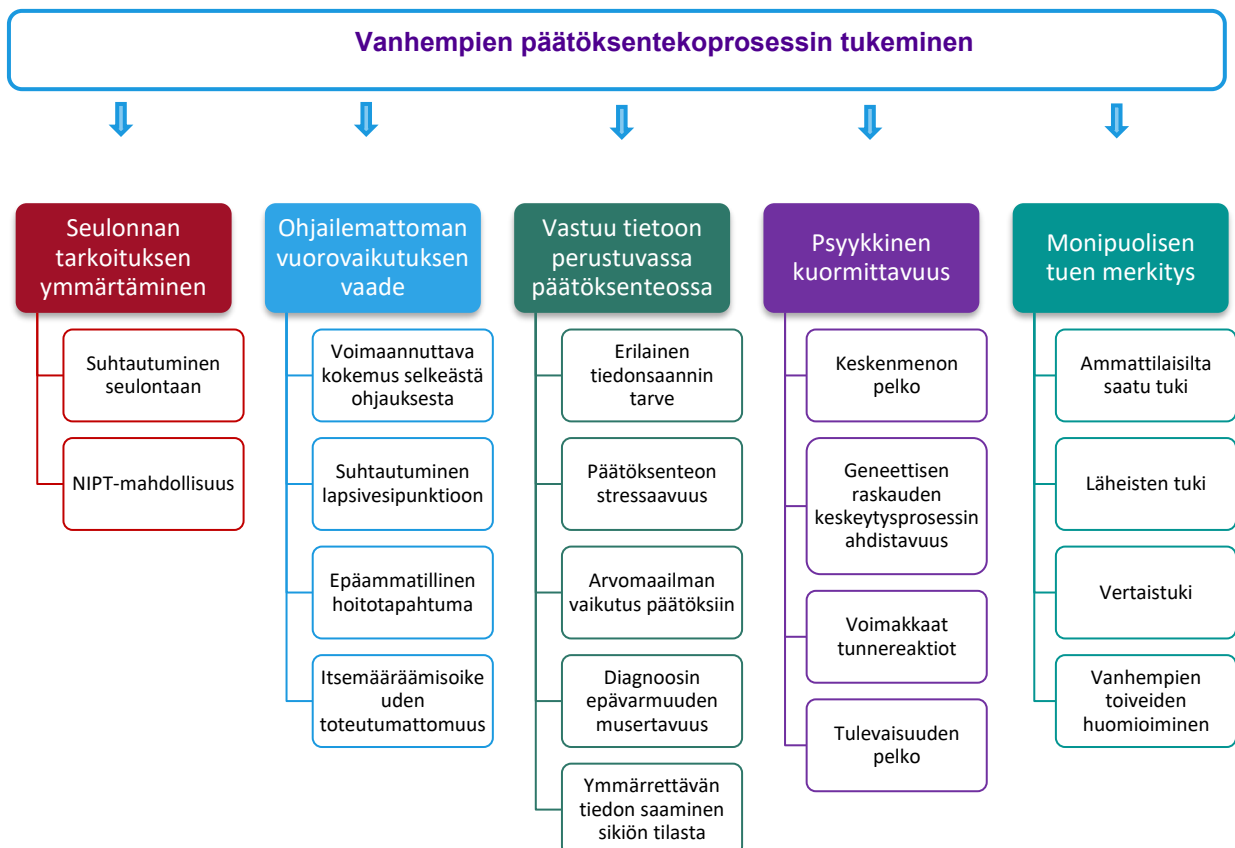 Vanhempien päätöksentekoprosessin tukeminen
Seulonnan
tarkoituksen
ymmärtäminen
Suhtautuminen
seulontaan
NIPT-mahdollisuus
Ohjailemattoman
vuorovaikutuksen
vaade
Voimaannuttava
kokemus selkeästä
ohjauksesta
Suhtautuminen
lapsivesipunktioon
Epäammatillinen
hoitotapahtuma
Itsemääräämisoike
uden
toteutumattomuus
Vastuu tietoon
perustuvassa
päätöksenteossa
Erilainen
tiedonsaannin
tarve
Päätöksenteon
stressaavuus
Arvomaailman
vaikutus päätöksiin
Diagnoosin
epävarmuuden
musertavuus
Ymmärrettävän
tiedon saaminen
sikiön tilasta
Psyykkinen
kuormittavuus
Keskenmenon
pelko
Geneettisen
raskauden
keskeytysprosessin
ahdistavuus
Voimakkaat
tunnereaktiot
Tulevaisuuden
pelko
Monipuolisen
tuen merkitys
Ammattilaisilta
saatu tuki
Läheisten tuki
Vertaistuki
Vanhempien
toiveiden
huomioiminen